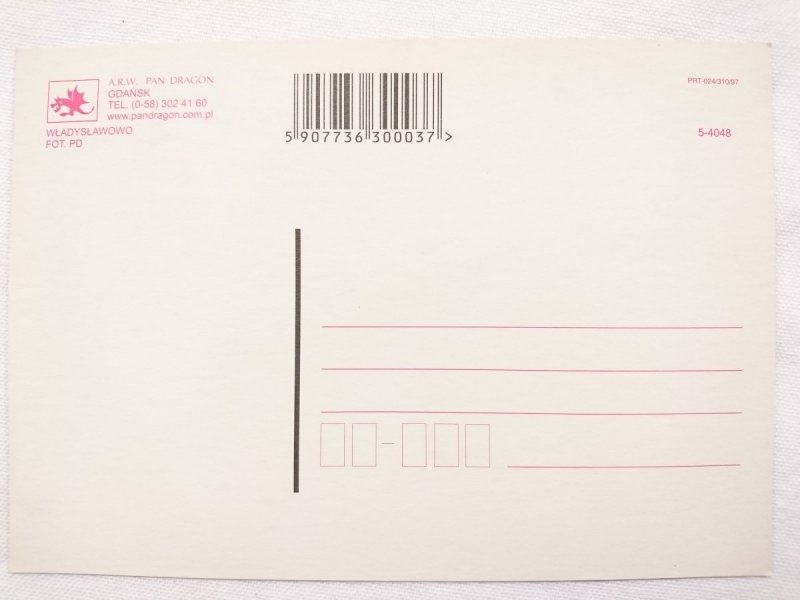 A.R.W. PAN DRAGON
GDAŃSK
TEL. (0-58) 302 41 60
www.pandragon.com.pl
WŁADYSŁAWOWO
FOT. PD
5 907736 300037 >
PRT-024/310/97
5-4048